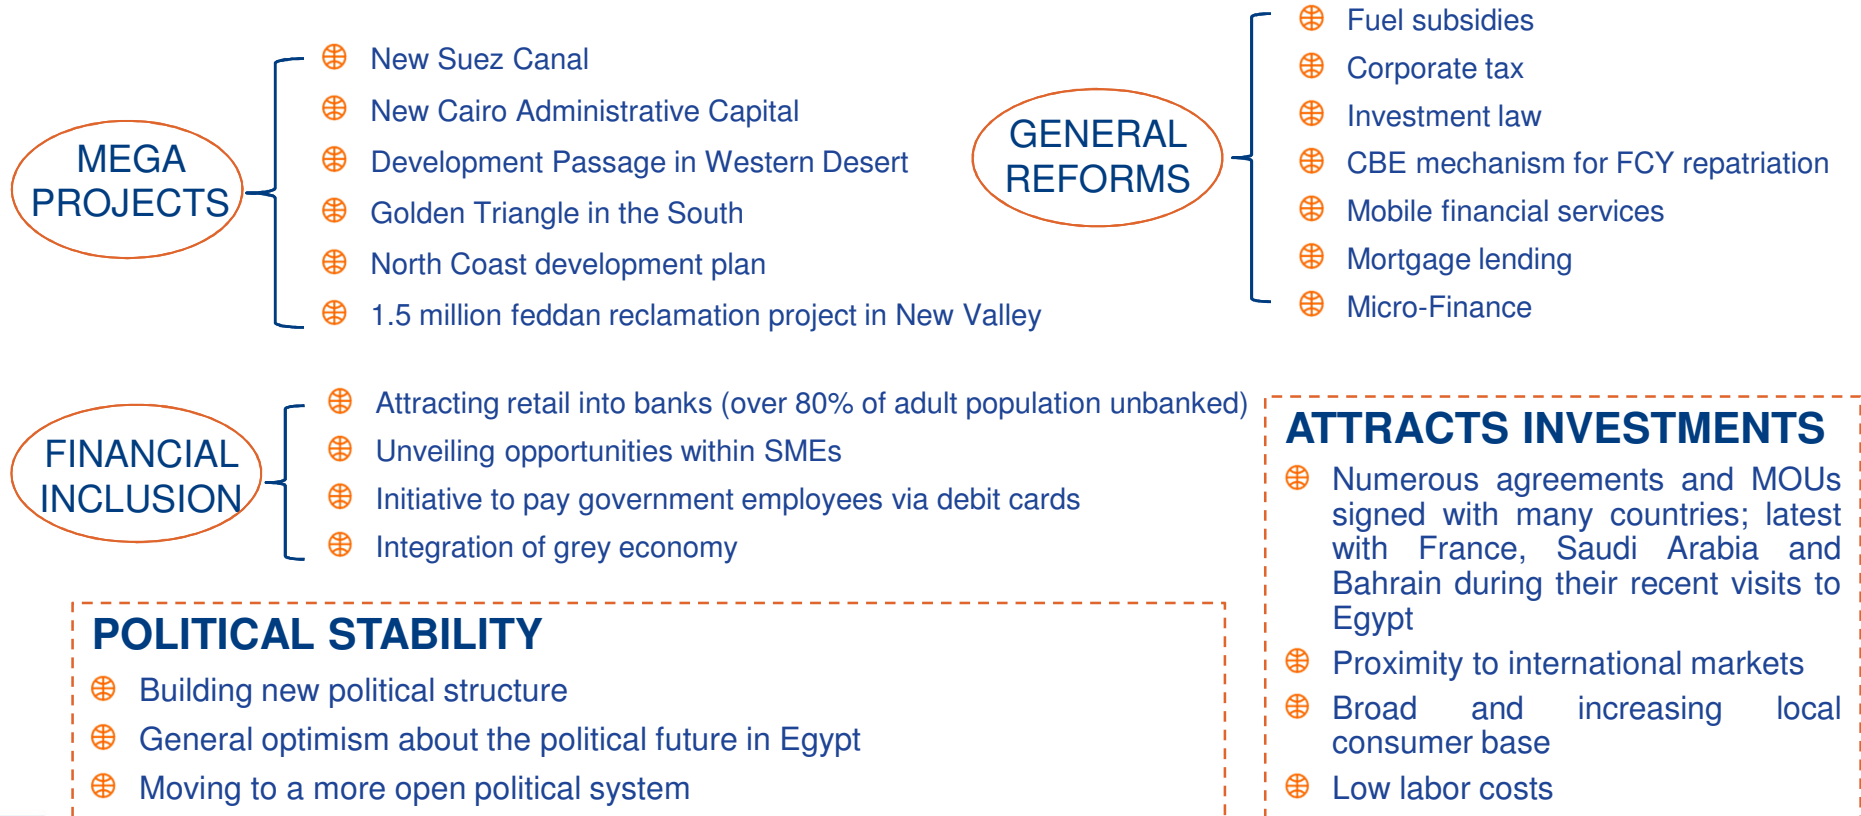 MEGA
PROJECTS
New Suez Canal
New Cairo Administrative Capital
Development Passage in Western Desert
Golden Triangle in the South
North Coast development plan
1.5 million feddan reclamation project in New Valley
GENERAL
REFORMS
Fuel subsidies
Corporate tax
Investment law
CBE mechanism for FCY repatriation
Mobile financial services
Mortgage lending
Micro-Finance
FINANCIAL
INCLUSION
Attracting retail into banks (over 80% of adult population unbanked)
Unveiling opportunities within SMEs
Initiative to pay government employees via debit cards
Integration of grey economy
ATTRACTS INVESTMENTS
Numerous agreements and MOUs
signed with many countries; latest
with France, Saudi Arabia and
Bahrain during their recent visits to
Egypt
Proximity to international markets
Broad and increasing local
consumer base
Low labor costs
POLITICAL STABILITY
Building new political structure
General optimism about the political future in Egypt
Moving to a more open political system